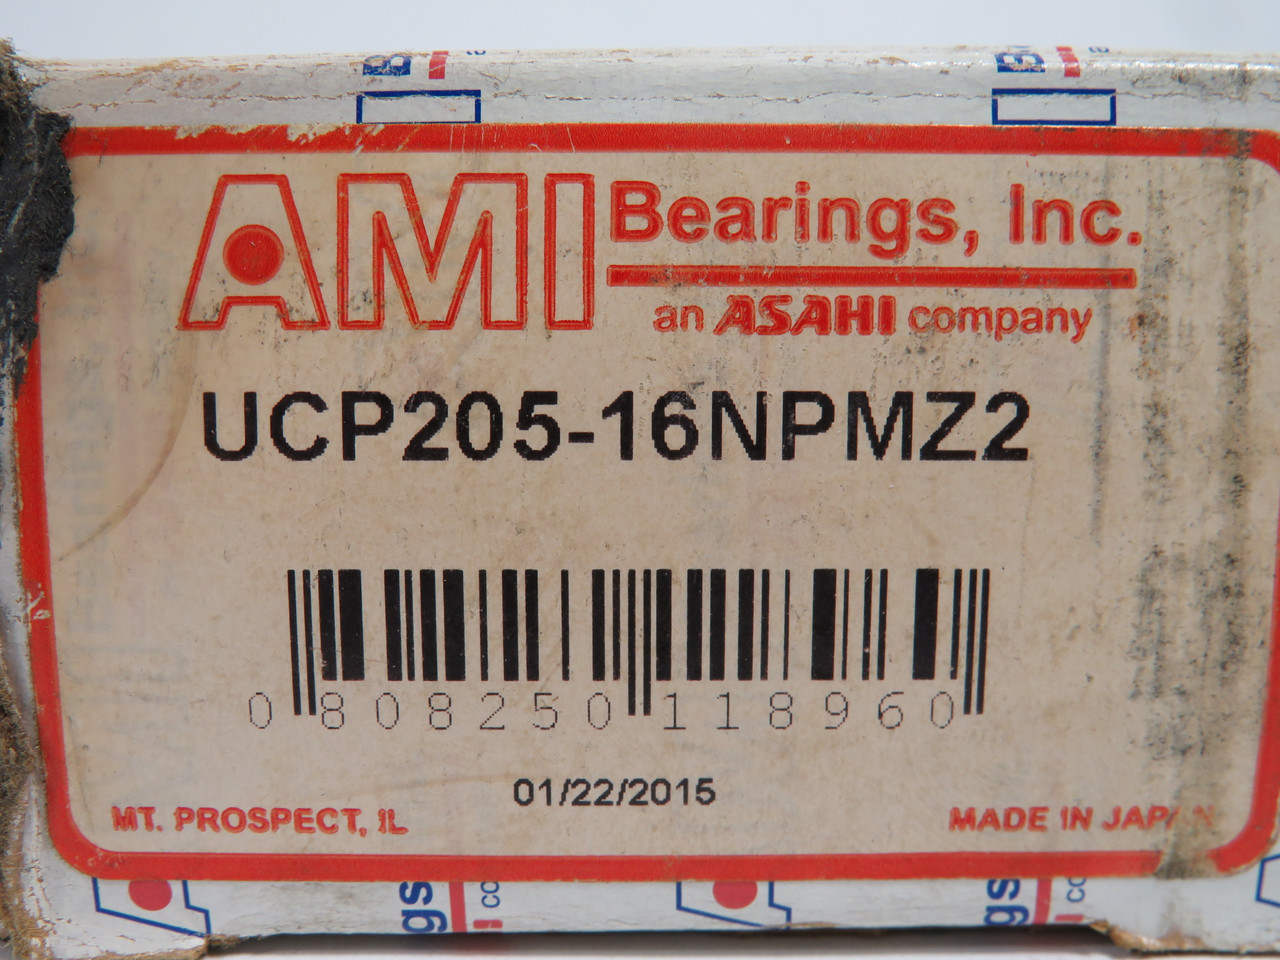 AMI Bearings, Inc.
an ASAHI company
UCP205-16NPMZ2
0 808250 118960
01/22/2015
MT. PROSPECT, IL
MADE IN JAPAN